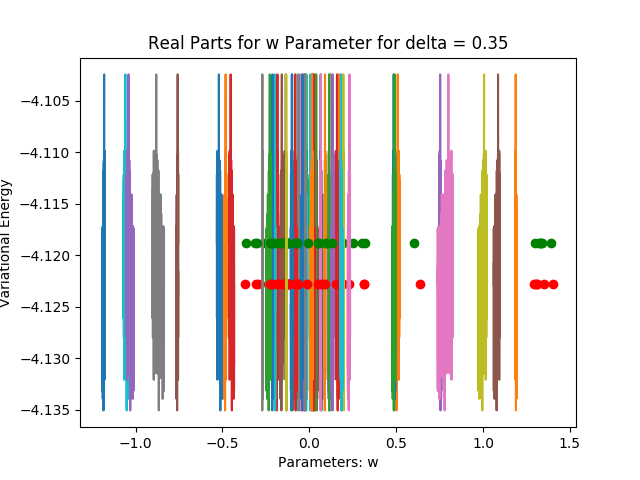 Real Parts for w Parameter for delta = 0.35
Variational Energy
−4.105
−4.110
−4.115
−4.120
−4.125
−4.130
−4.135
−1.0 −0.5 0.0 0.5 1.0 1.5
Parameters: w